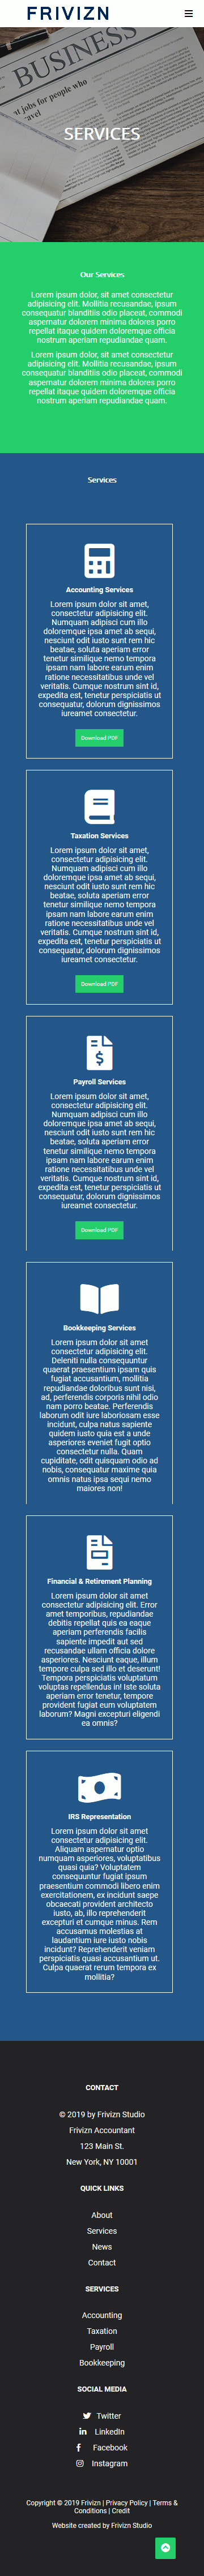 FRIVIZN
BUSINESS
nt jobs for people
who love
SERVICES
Our Services
Lorem ipsum dolor, sit amet consectetur
adipisicing elit. Mollitia recusandae, ipsum
consequatur blanditiis odio placeat, commodi
aspernatur dolorem minima dolores porro
repellat itaque quidem doloremque officia
nostrum aperiam repudiandae quam.
Lorem ipsum dolor, sit amet consectetur
adipisicing elit. Mollitia recusandae, ipsum
consequatur blanditiis odio placeat, commodi
aspernatur dolorem minima dolores porro
repellat itaque quidem doloremque officia
nostrum aperiam repudiandae quam.
Services
Accounting Services
Lorem ipsum dolor sit amet,
consectetur adipisicing elit.
Numquam adipisci cum illo
doloremque ipsa amet ab sequi,
nesciunt odit iusto sunt rem hic
beatae, soluta aperiam error
tenetur similique nemo tempora
ipsam nam labore earum enim
ratione necessitatibus unde vel
veritatis. Cumque nostrum sint id,
expedita est, tenetur perspiciatis ut
consequatur, dolorum dignissimos
iureamet consectetur.
Download PDF
Taxation Services
Lorem ipsum dolor sit amet,
consectetur adipisicing elit.
Numquam adipisci cum illo
doloremque ipsa amet ab sequi,
nesciunt odit iusto sunt rem hic
beatae, soluta aperiam error
tenetur similique nemo tempora
ipsam nam labore earum enim
ratione necessitatibus unde vel
veritatis. Cumque nostrum sint id,
expedita est, tenetur perspiciatis ut
consequatur, dolorum dignissimos
iureamet consectetur.
Download PDF
Payroll Services
Lorem ipsum dolor sit amet,
consectetur adipisicing elit.
Numquam adipisci cum illo
doloremque ipsa amet ab sequi,
nesciunt odit iusto sunt rem hic
beatae, soluta aperiam error
tenetur similique nemo tempora
ipsam nam labore earum enim
ratione necessitatibus unde vel
veritatis. Cumque nostrum sint id,
expedita est, tenetur perspiciatis ut
consequatur, dolorum dignissimos
iureamet consectetur.
Download PDF
Bookkeeping Services
Lorem ipsum dolor sit amet
consectetur adipisicing elit.
Deleniti nulla consequuntur
quaerat praesentium ipsam quis
fugiat accusantium, mollitia
repudiandae doloribus sunt nisi,
ad, perferendis corporis nihil odio
nam porro beatae. Perferendis
laborum odit iure laboriosam esse
incidunt, culpa natus sapiente
quidem iusto quia est a unde
asperiores eveniet fugit optio
consectetur nulla. Quam
cupiditate, odit quisquam odio ad
nobis, consequatur maxime quia
omnis natus ipsa sequi nemo
maiores non!
Financial & Retirement Planning
Lorem ipsum dolor sit amet
consectetur adipisicing elit. Error
amet temporibus, repudiandae
debitis repellat quis ea eaque
aperiam perferendis facilis
sapiente impedit aut sed
recusandae ullam officia dolore
asperiores. Nesciunt eaque, illum
tempore culpa sed illo et deserunt!
Tempora perspiciatis voluptatum
voluptas repellendus in! Iste soluta
aperiam error tenetur, tempore
provident fugiat eum voluptatem
laborum? Magni excepturi eligendi
ea omnis?
IRS Representation
Lorem ipsum dolor sit amet
consectetur adipisicing elit.
Aliquam aspernatur optio
numquam asperiores, voluptatibus
quasi quia? Voluptatem
consequuntur fugiat ipsum
praesentium commodi libero enim
exercitationem, ex incidunt saepe
obcaecati provident architecto
iusto, ab, illo reprehenderit
excepturi et cumque minus. Rem
accusamus molestias at
laudantium iure iusto nobis
incidunt? Reprehenderit veniam
perspiciatis quasi accusantium ut.
Culpa quaerat rerum tempora ex
mollitia?
CONTACT
© 2019 by Frivizn Studio
Frivizn Accountant
123 Main St.
New York, NY 10001
QUICK LINKS
About
Services
News
Contact
SERVICES
Accounting
Taxation
Payroll
Bookkeeping
SOCIAL MEDIA
Twitter
LinkedIn
Facebook
Instagram
Copyright © 2019 Frivizn | Privacy Policy | Terms &
Conditions | Credit
Website created by Frivizn Studio